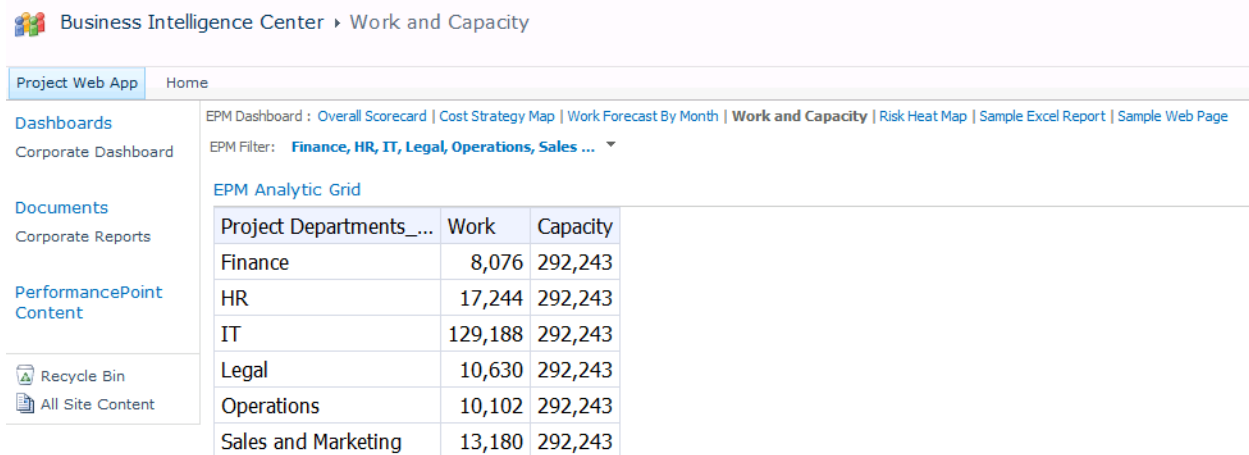 Business Intelligence Center ▸ Work and Capacity
Project Web App Home
Dashboards
Corporate Dashboard
Documents
Corporate Reports
PerformancePoint
Content
Recycle Bin
All Site Content
EPM Dashboard : Overall Scorecard | Cost Strategy Map | Work Forecast By Month | Work and Capacity | Risk Heat Map | Sample Excel Report | Sample Web Page
EPM Filter: Finance, HR, IT, Legal, Operations, Sales ...
EPM Analytic Grid
Project Departments_... Work Capacity
Finance 8,076 292,243
HR 17,244 292,243
IT 129,188 292,243
Legal 10,630 292,243
Operations 10,102 292,243
Sales and Marketing 13,180 292,243